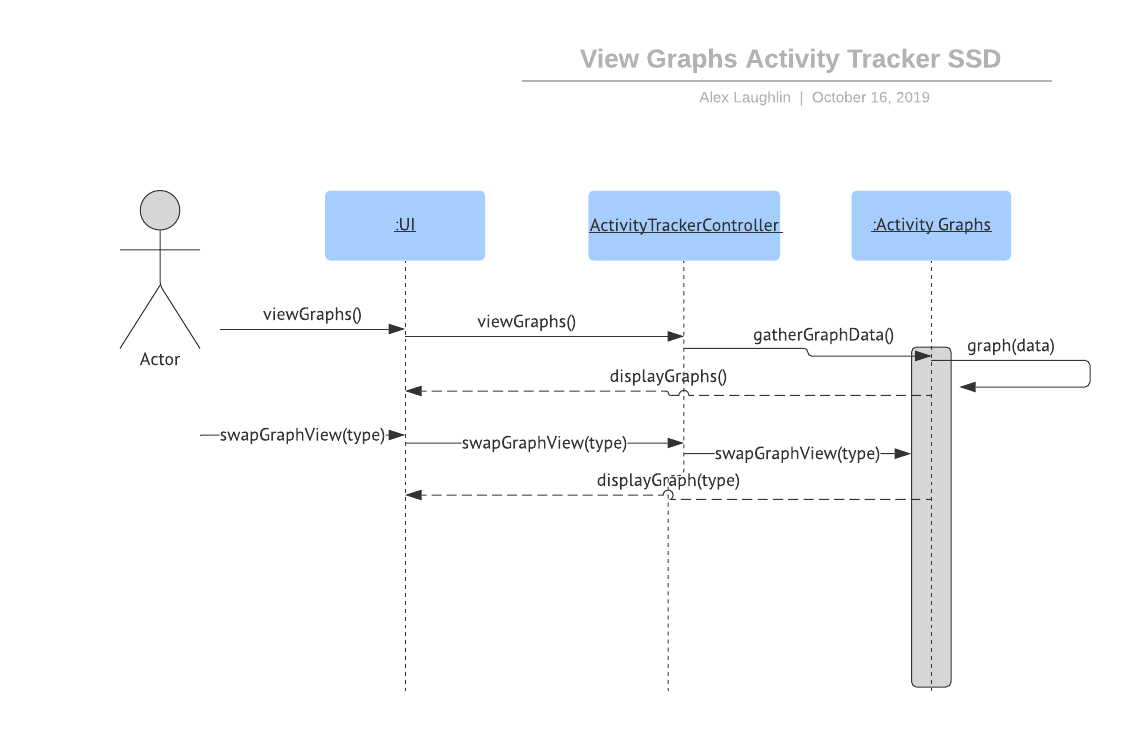 View Graphs Activity Tracker SSD
Alex Laughlin | October 16, 2019
:UI
ActivityTrackerController
:Activity Graphs
Actor
viewGraphs()
viewGraphs()
gatherGraphData()
graph(data)
displayGraphs()
swapGraphView(type)
swapGraphView(type)
swapGraphView(type)
displayGraph(type)